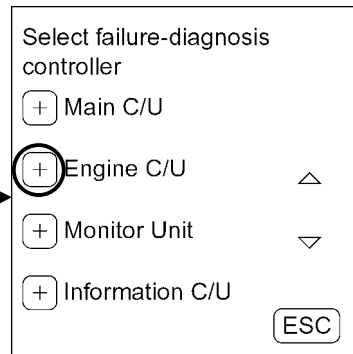 Select failure-diagnosis
controller
+ Main C/U
+ Engine C/U
+ Monitor Unit
+ Information C/U
ESC